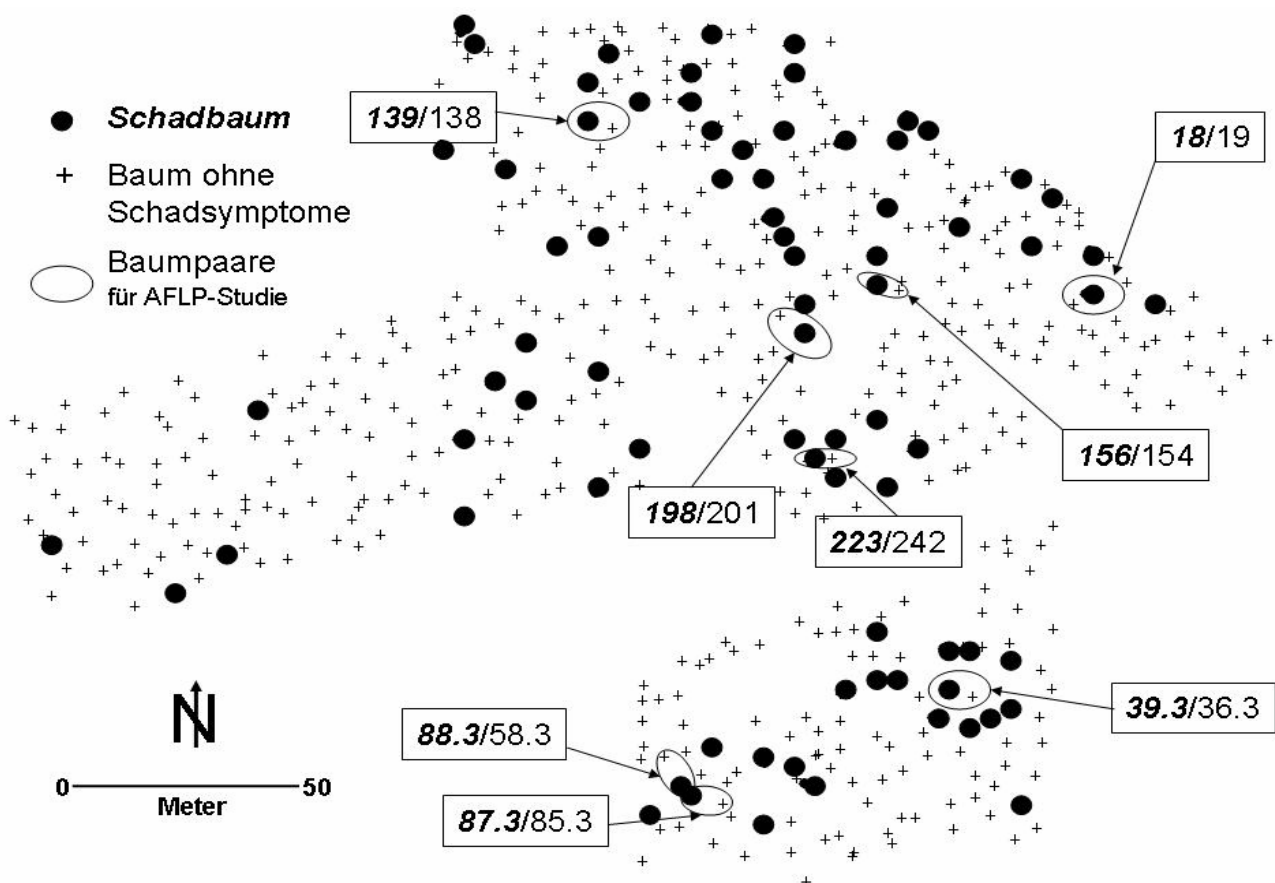 139/138
18/19
Schadbaum
Baum ohne
Schadsymptome
Baumpaare
für AFLP-Studie
156/154
198/201
223/242
N
0 50
Meter
39.3/36.3
88.3/58.3
87.3/85.3